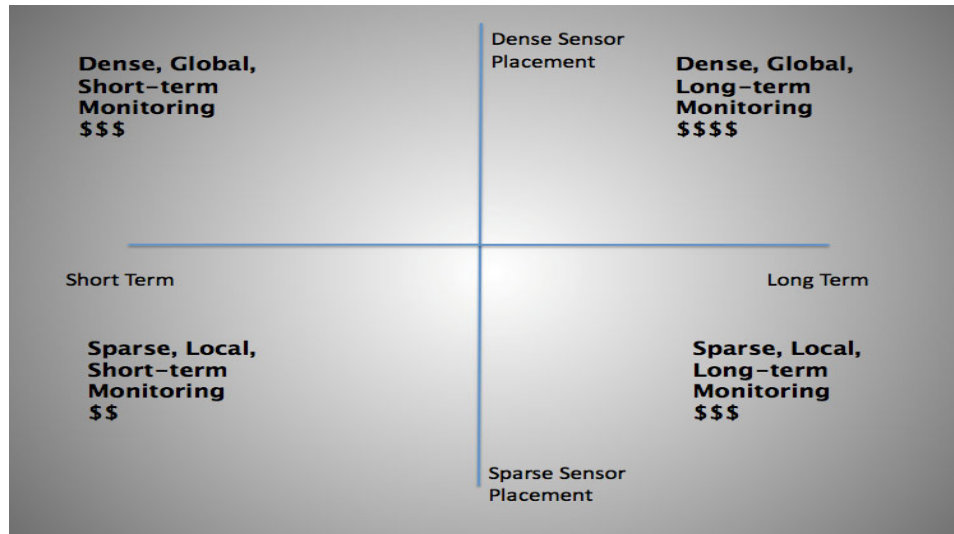 Dense Sensor
Placement
Dense, Global,
Short-term
Monitoring
$$$
Dense, Global,
Long-term
Monitoring
$$$$
Short Term
Long Term
Sparse, Local,
Short-term
Monitoring
$$
Sparse, Local,
Long-term
Monitoring
$$$
Sparse Sensor
Placement